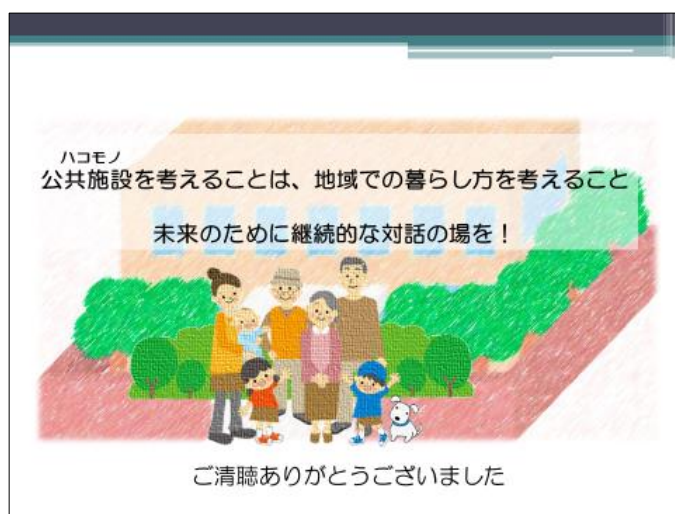 ハコモノ
公共施設を考えることは、地域での暮らし方を考えること
未来のために継続的な対話の場を！
ご清聴ありがとうございました